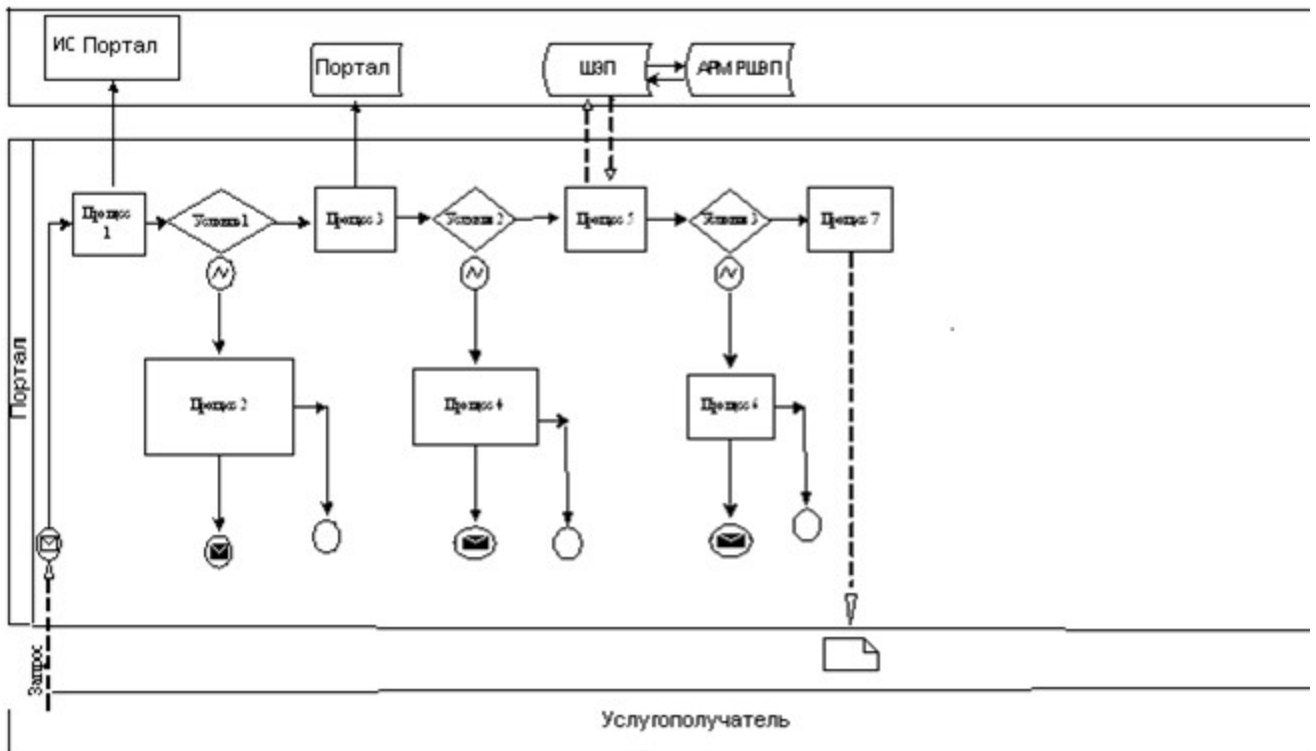 ИС Портал
Портал
ШЭП
АРМ РШЭП
Процесс
1
Условие 1
Процесс 3
Условие 2
Процесс 5
Условие 3
Процесс 7
Процесс 2
Процесс 4
Процесс 6
Портал
Запрос
Услугополучатель